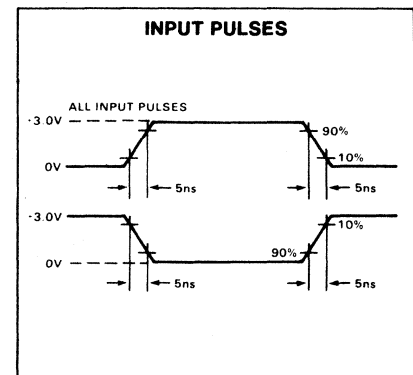 INPUT PULSES
ALL INPUT PULSES
·3.0V
90%
0V
10%
5ns
5ns
·3.0V
10%
0V
90%
5ns
5ns